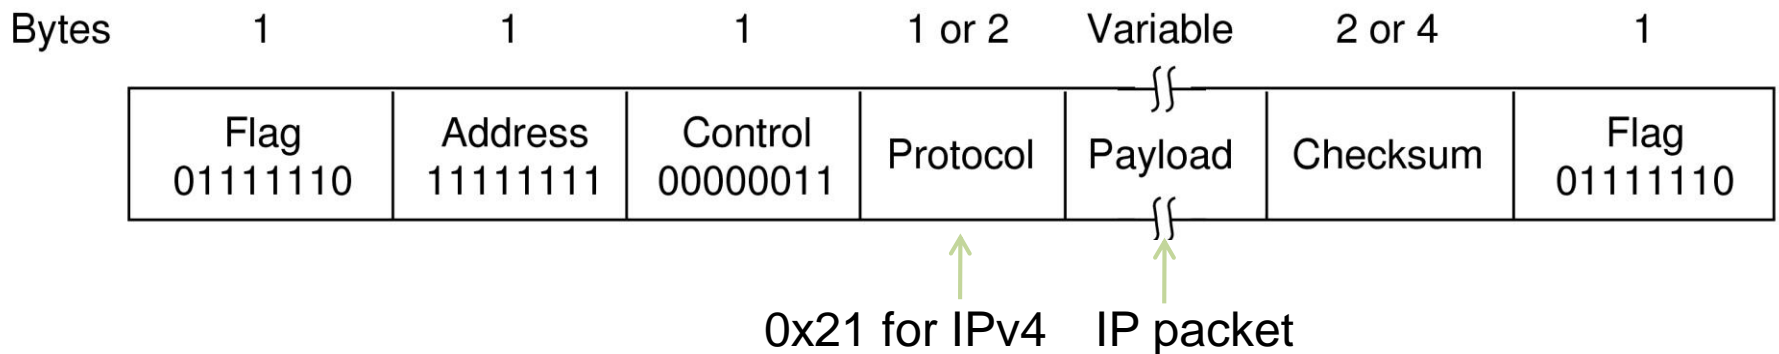 Bytes 1 1 1 1 or 2 Variable 2 or 4 1
Flag Address Control Protocol Payload Checksum Flag
01111110 11111111 00000011 01111110
0x21 for IPv4 IP packet